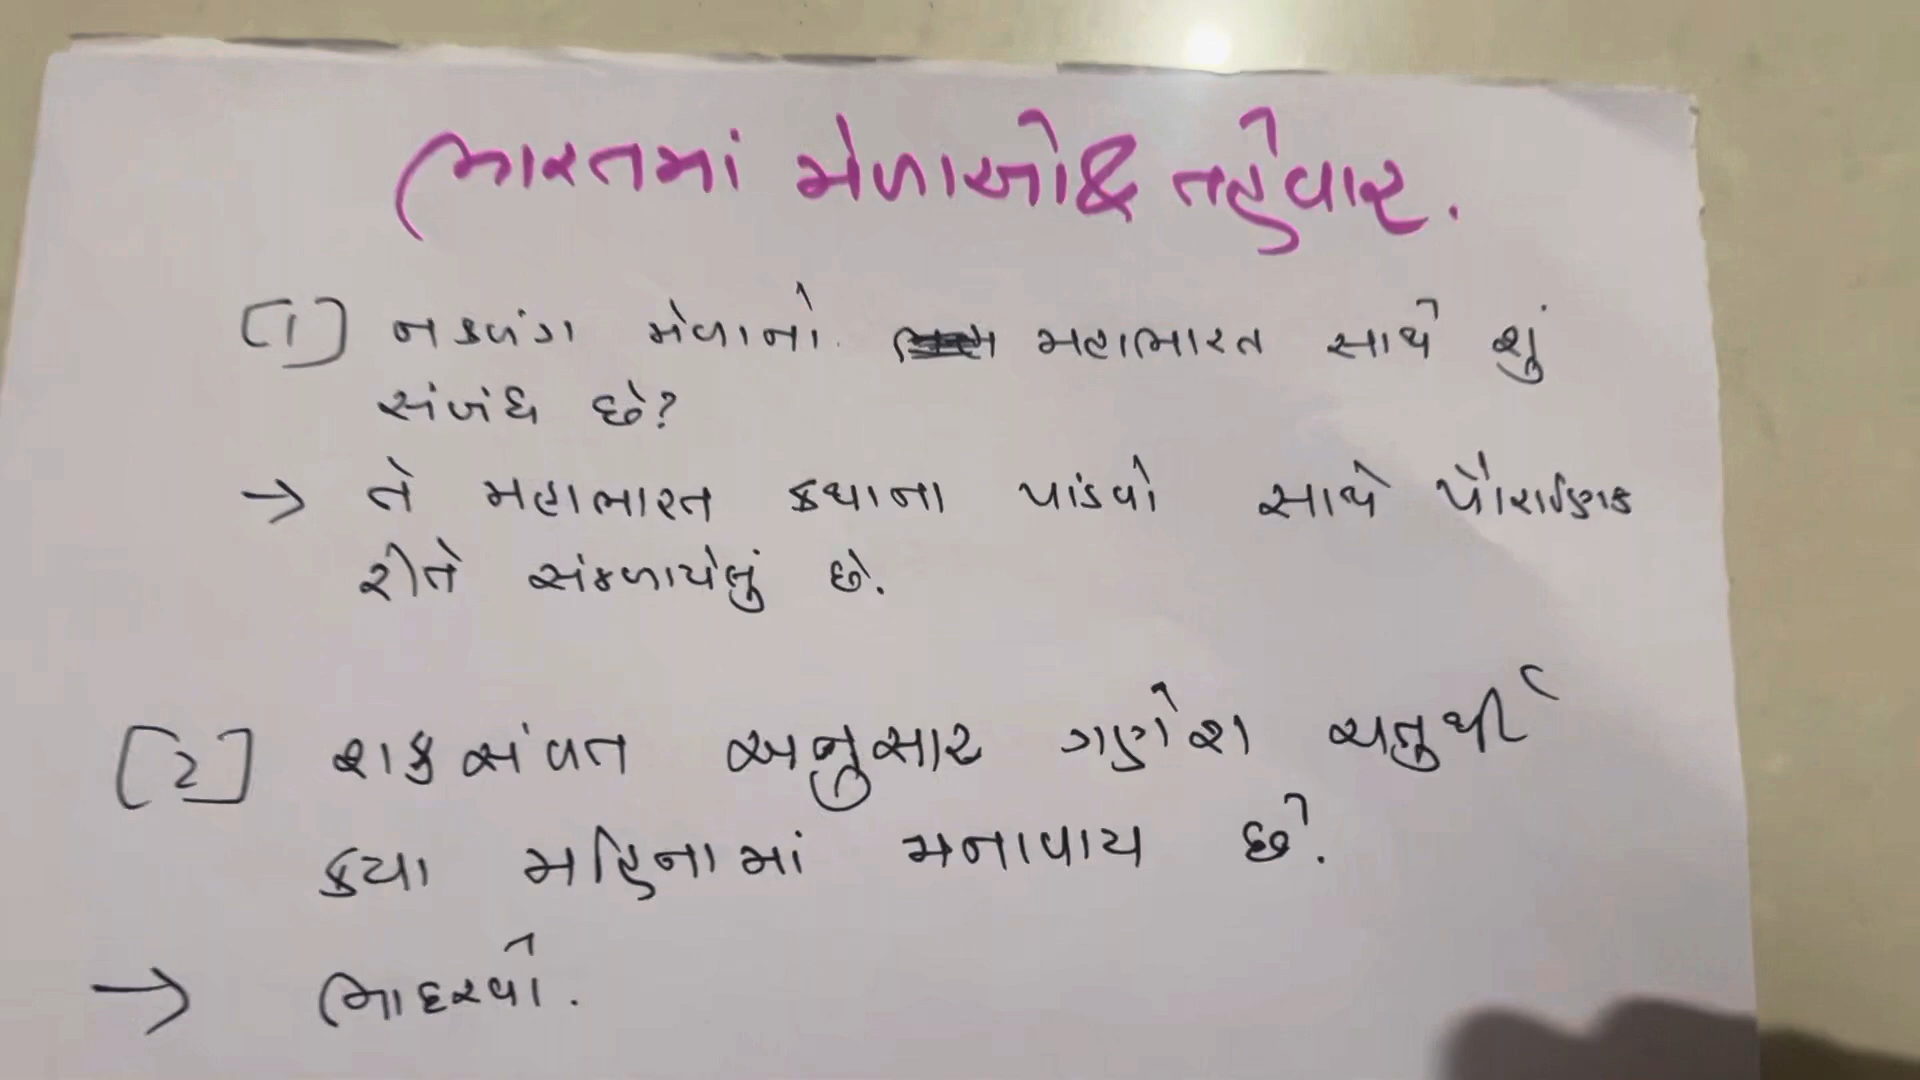 ભારતમાં મેળાઓ & તહેવાર.
[1] નકલંગ મેળાનો મહાભારત સાથે શું
સંબંધ છે?
→ તે મહાભારત કથાના પાંડવો સાથે પૌરાણિક
રીતે સંકળાયેલું છે.
[2] શક સંવત અનુસાર ગણેશ ચતુર્થી
કયા મહિનામાં મનાવાય છે.
→ ભાદરવો.